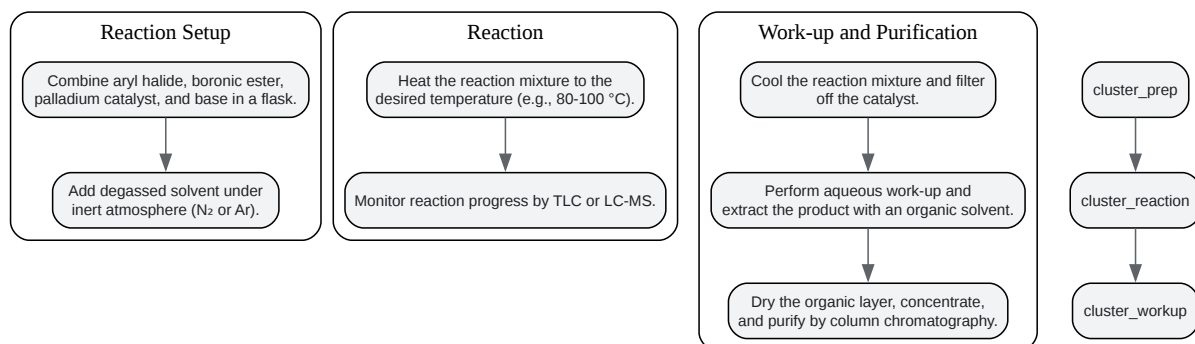 Reaction Setup
Combine aryl halide, boronic ester,
palladium catalyst, and base in a flask.
Add degassed solvent under
inert atmosphere (N₂ or Ar).
Reaction
Heat the reaction mixture to the
desired temperature (e.g., 80-100 °C).
Monitor reaction progress by TLC or LC-MS.
Work-up and Purification
Cool the reaction mixture and filter
off the catalyst.
Perform aqueous work-up and
extract the product with an organic solvent.
Dry the organic layer, concentrate,
and purify by column chromatography.
cluster_prep
cluster_reaction
cluster_workup